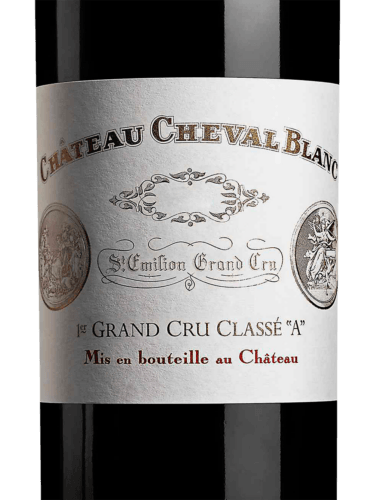 CHÂTEAU CHEVAL BLANC
St. Emilion Grand Cru
1er GRAND CRU CLASSÉ "A"
Mis en bouteille au Château